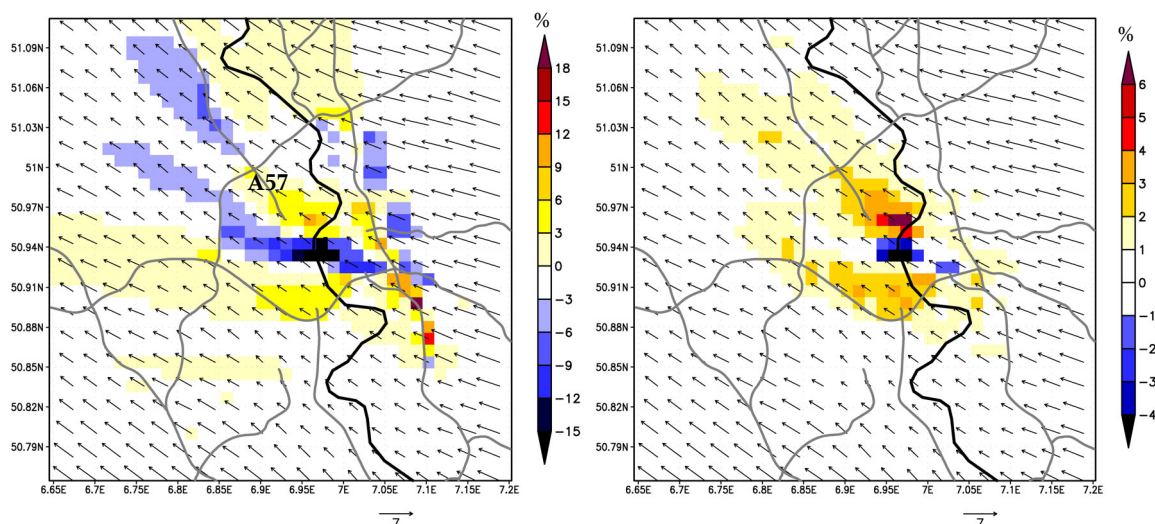 %
51.09N
51.06N
51.03N
51N
50.97N
50.94N
50.91N
50.88N
50.85N
50.82N
50.79N
A57
6.65E 6.7E 6.75E 6.8E 6.85E 6.9E 6.95E 7E 7.05E 7.1E 7.15E 7.2E
7
18
15
12
9
6
3
0
−3
−6
−9
−12
−15
%
51.09N
51.06N
51.03N
51N
50.97N
50.94N
50.91N
50.88N
50.85N
50.82N
50.79N
6.65E 6.7E 6.75E 6.8E 6.85E 6.9E 6.95E 7E 7.05E 7.1E 7.15E 7.2E
7
6
5
4
3
2
1
0
−1
−2
−3
−4